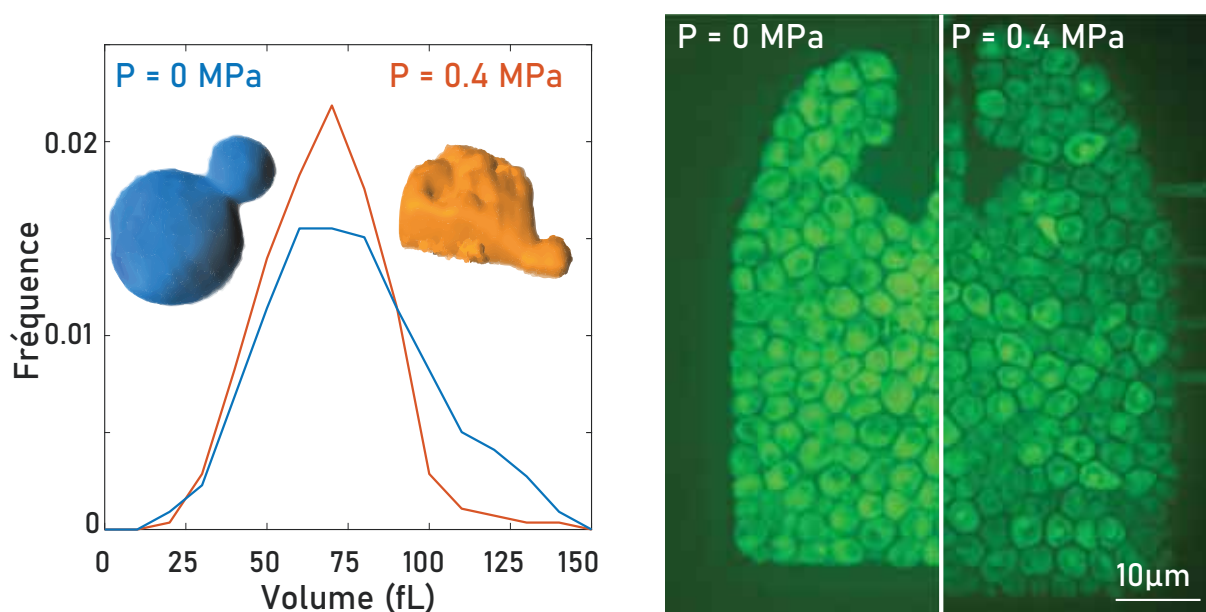 P = 0 MPa
P = 0.4 MPa
Fréquence
0.02
0.01
0
0
25
50
75
100
125
150
Volume (fL)
P = 0 MPa
P = 0.4 MPa
10µm